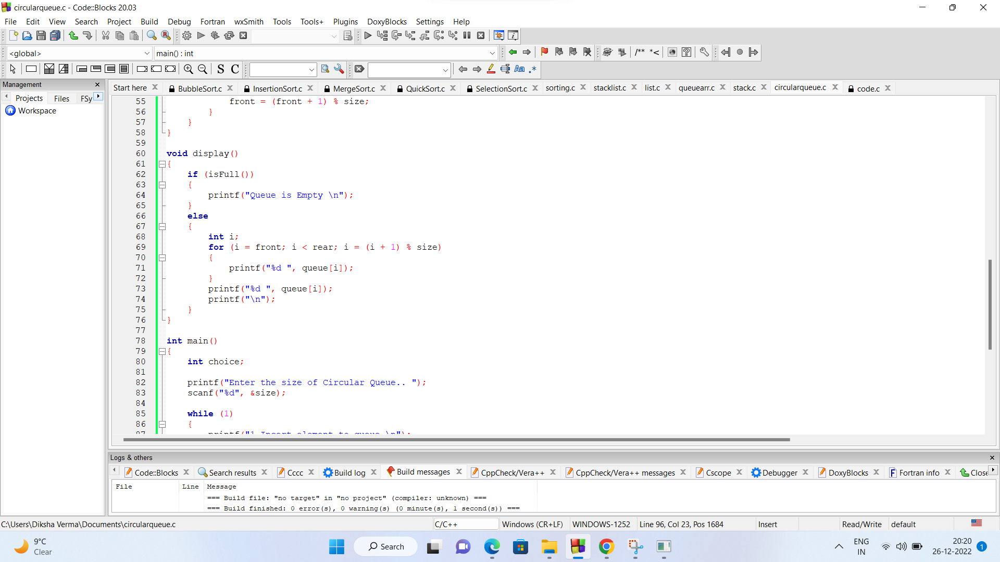 circularqueue.c - Code::Blocks 20.03
File Edit View Search Project Build Debug Fortran wxSmith Tools Tools+ Plugins DoxyBlocks Settings Help
<global> main() : int
/** *<
S C Aa .*
Management
Projects Files FSy
Workspace
Start here BubbleSort.c InsertionSort.c MergeSort.c QuickSort.c SelectionSort.c sorting.c stacklist.c list.c queuearr.c stack.c circularqueue.c code.c
55 front = (front + 1) % size;
56 }
57 }
58 }
59
60 void display()
61 {
62 if (isFull())
63 {
64 printf("Queue is Empty \n");
65 }
66 else
67 {
68 int i;
69 for (i = front; i < rear; i = (i + 1) % size)
70 {
71 printf("%d ", queue[i]);
72 }
73 printf("%d ", queue[i]);
74 printf("\n");
75 }
76 }
77
78 int main()
79 {
80 int choice;
81
82 printf("Enter the size of Circular Queue.. ");
83 scanf("%d", &size);
84
85 while (1)
86 {
87 printf("1.Insert element to queue \n");
Logs & others
Code::Blocks Search results Cccc Build log Build messages CppCheck/Vera++ CppCheck/Vera++ messages Cscope Debugger DoxyBlocks Fortran info Close
File Line Message
=== Build file: "no target" in "no project" (compiler: unknown) ===
=== Build finished: 0 error(s), 0 warning(s) (0 minute(s), 1 second(s)) ===
C:\Users\Diksha Verma\Documents\circularqueue.c C/C++ Windows (CR+LF) WINDOWS-1252 Line 96, Col 23, Pos 1684 Insert Read/Write default
9°C
Clear
Search
ENG
IN
20:20
26-12-2022
1